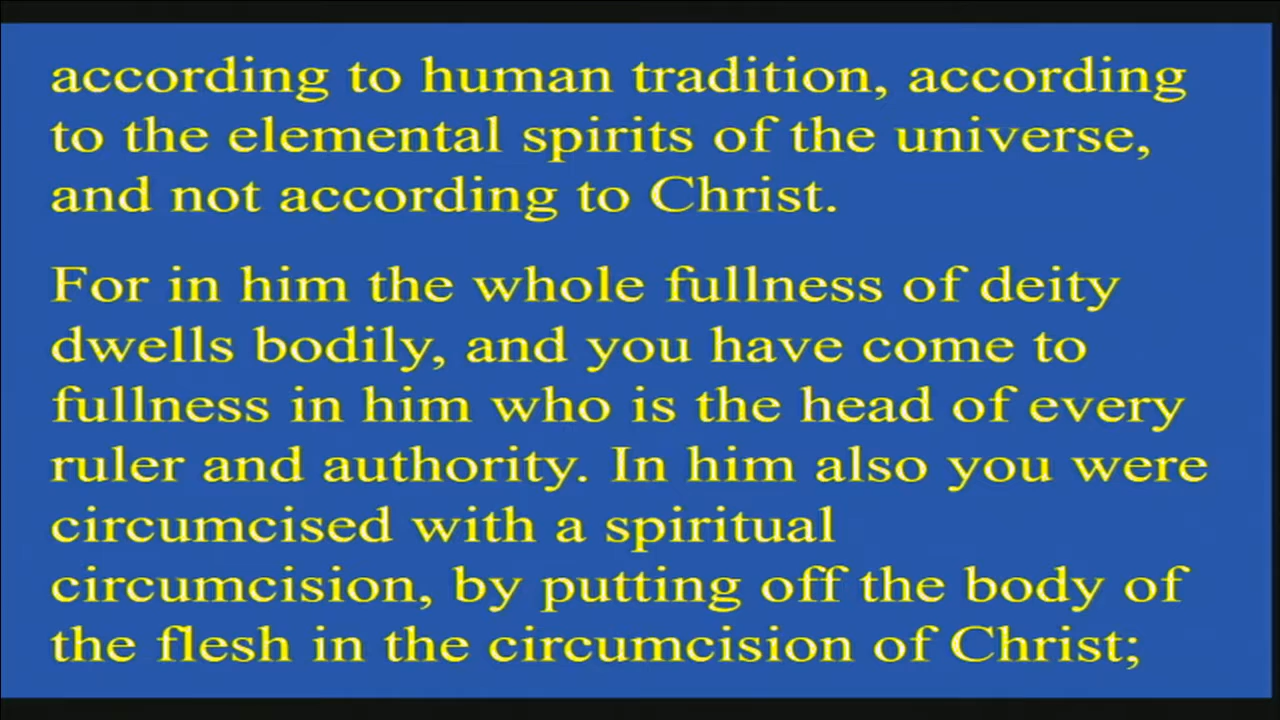 according to human tradition, according
to the elemental spirits of the universe,
and not according to Christ.
For in him the whole fullness of deity
dwells bodily, and you have come to
fullness in him who is the head of every
ruler and authority. In him also you were
circumcised with a spiritual
circumcision, by putting off the body of
the flesh in the circumcision of Christ;